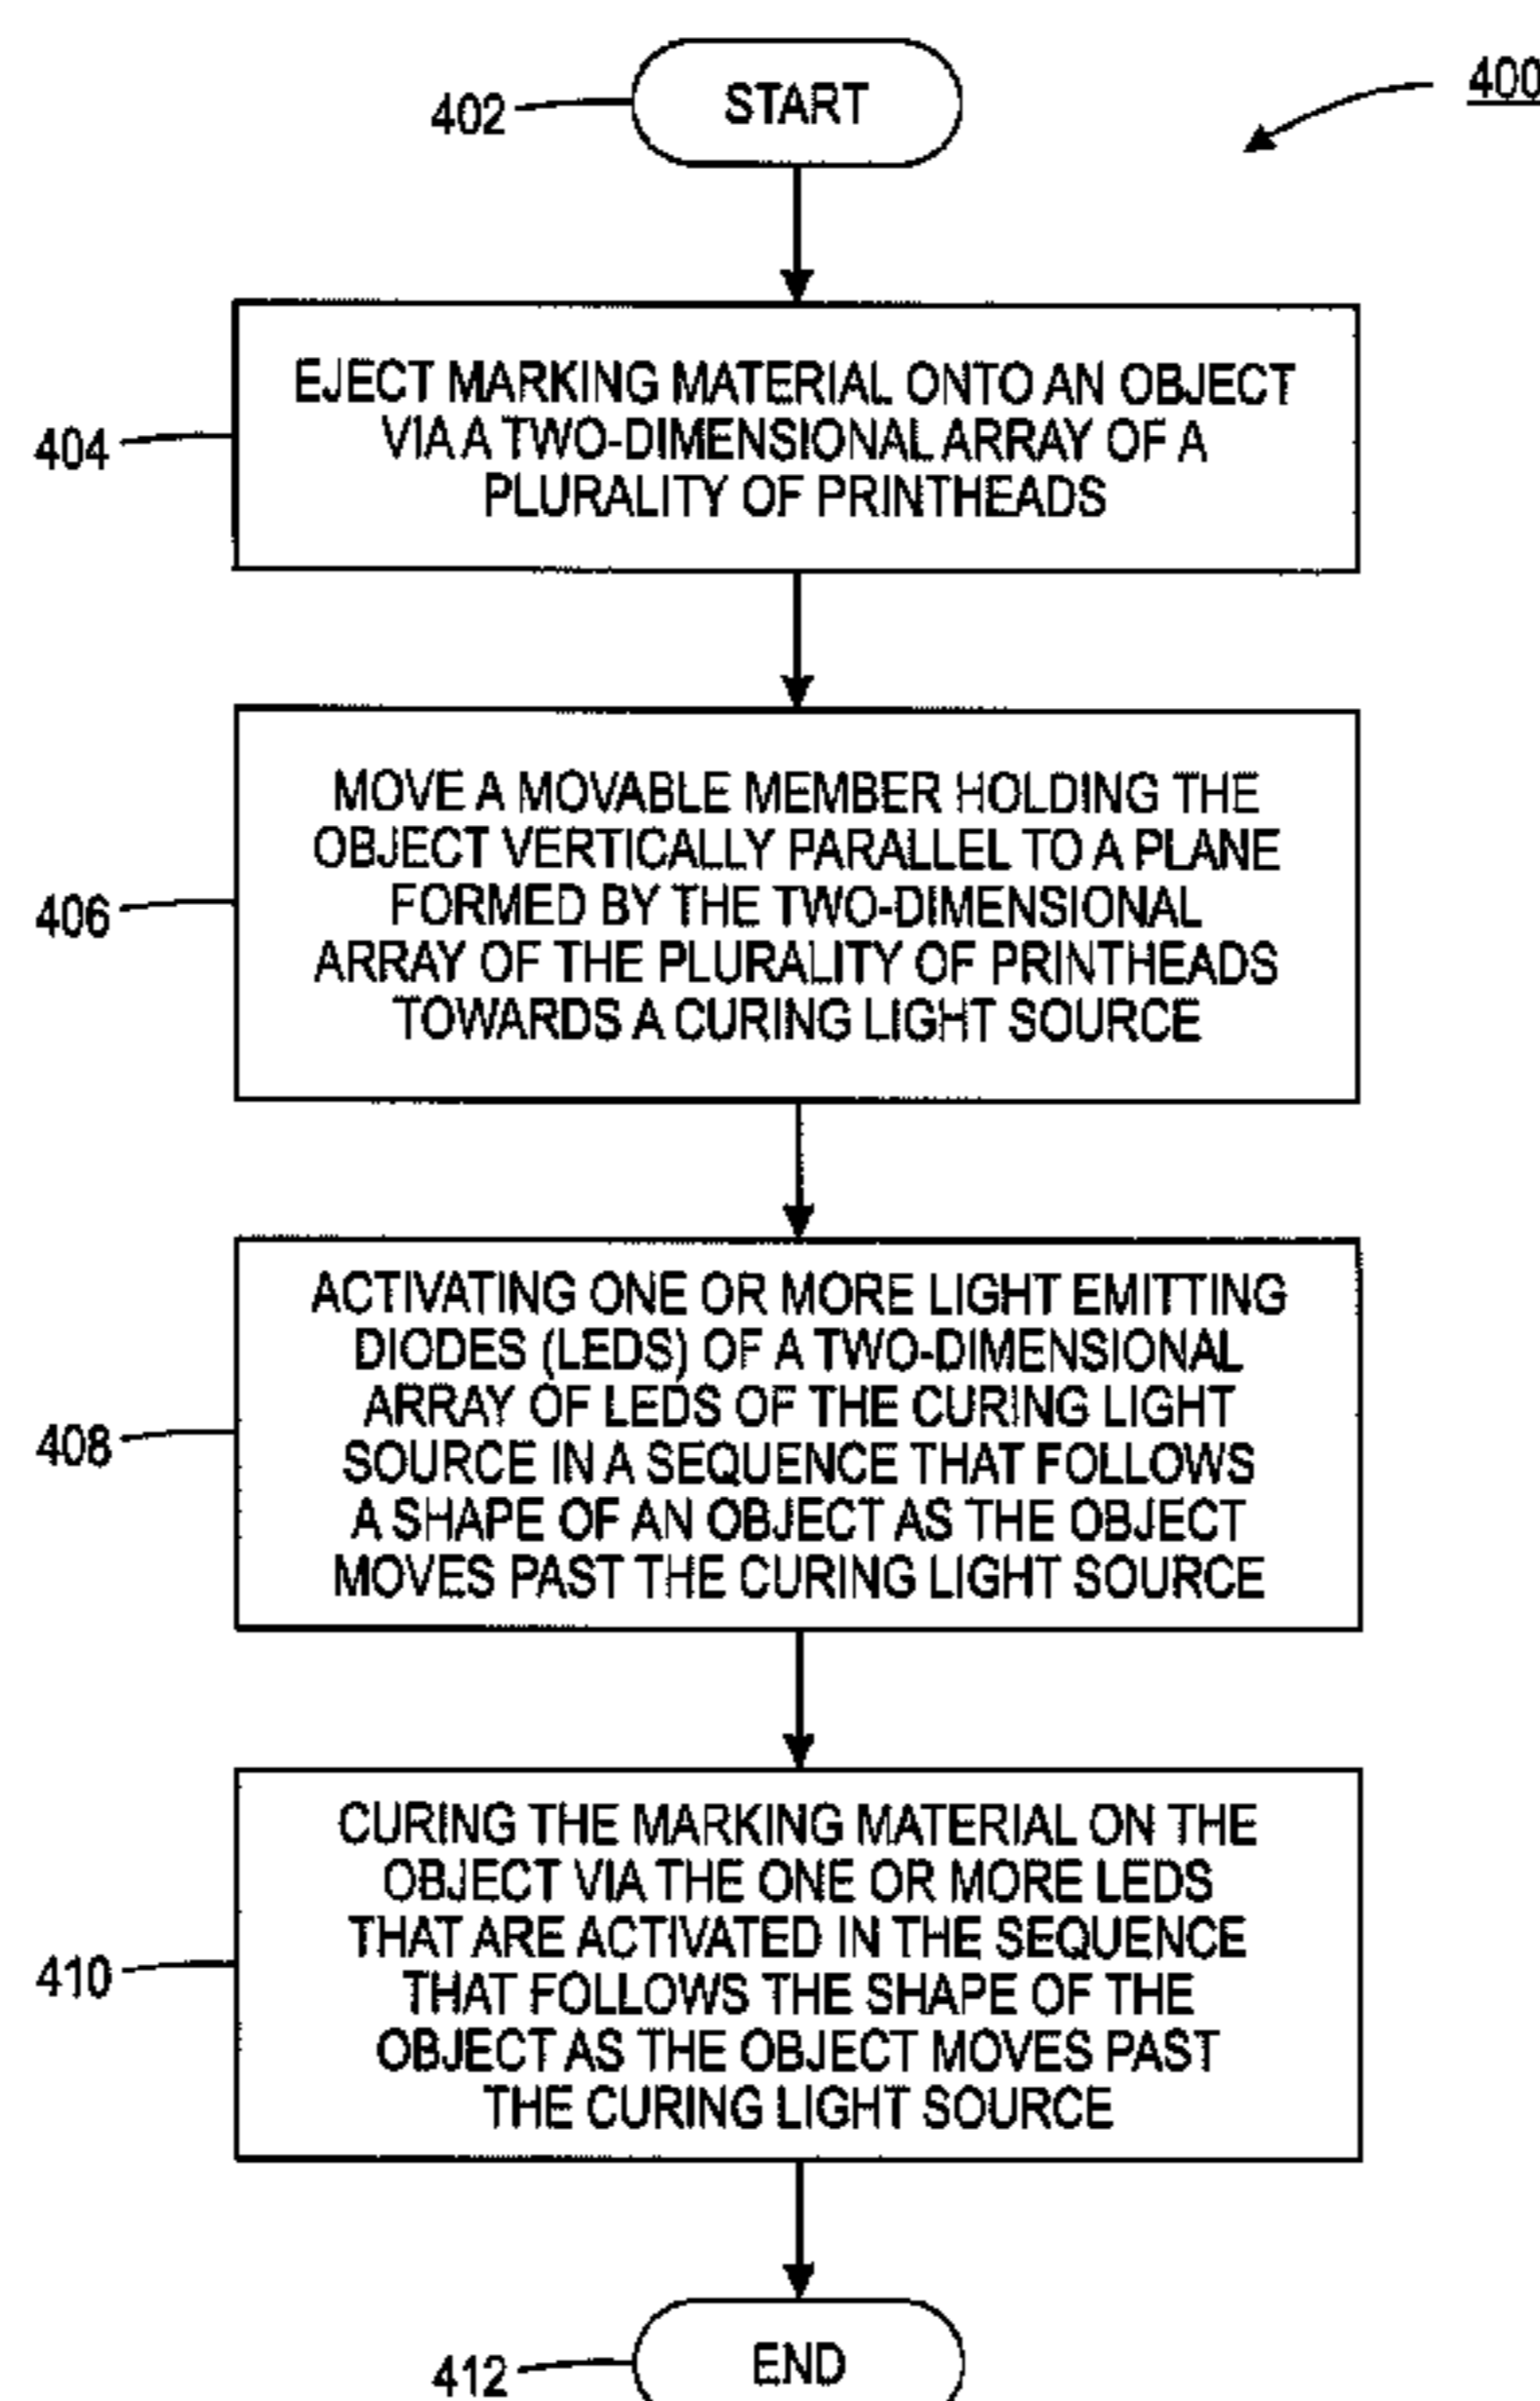 400
402
START
404
EJECT MARKING MATERIAL ONTO AN OBJECT
VIA A TWO-DIMENSIONAL ARRAY OF A
PLURALITY OF PRINTHEADS
406
MOVE A MOVABLE MEMBER HOLDING THE
OBJECT VERTICALLY PARALLEL TO A PLANE
FORMED BY THE TWO-DIMENSIONAL
ARRAY OF THE PLURALITY OF PRINTHEADS
TOWARDS A CURING LIGHT SOURCE
408
ACTIVATING ONE OR MORE LIGHT EMITTING
DIODES (LEDS) OF A TWO-DIMENSIONAL
ARRAY OF LEDS OF THE CURING LIGHT
SOURCE IN A SEQUENCE THAT FOLLOWS
A SHAPE OF AN OBJECT AS THE OBJECT
MOVES PAST THE CURING LIGHT SOURCE
410
CURING THE MARKING MATERIAL ON THE
OBJECT VIA THE ONE OR MORE LEDS
THAT ARE ACTIVATED IN THE SEQUENCE
THAT FOLLOWS THE SHAPE OF THE
OBJECT AS THE OBJECT MOVES PAST
THE CURING LIGHT SOURCE
412
END